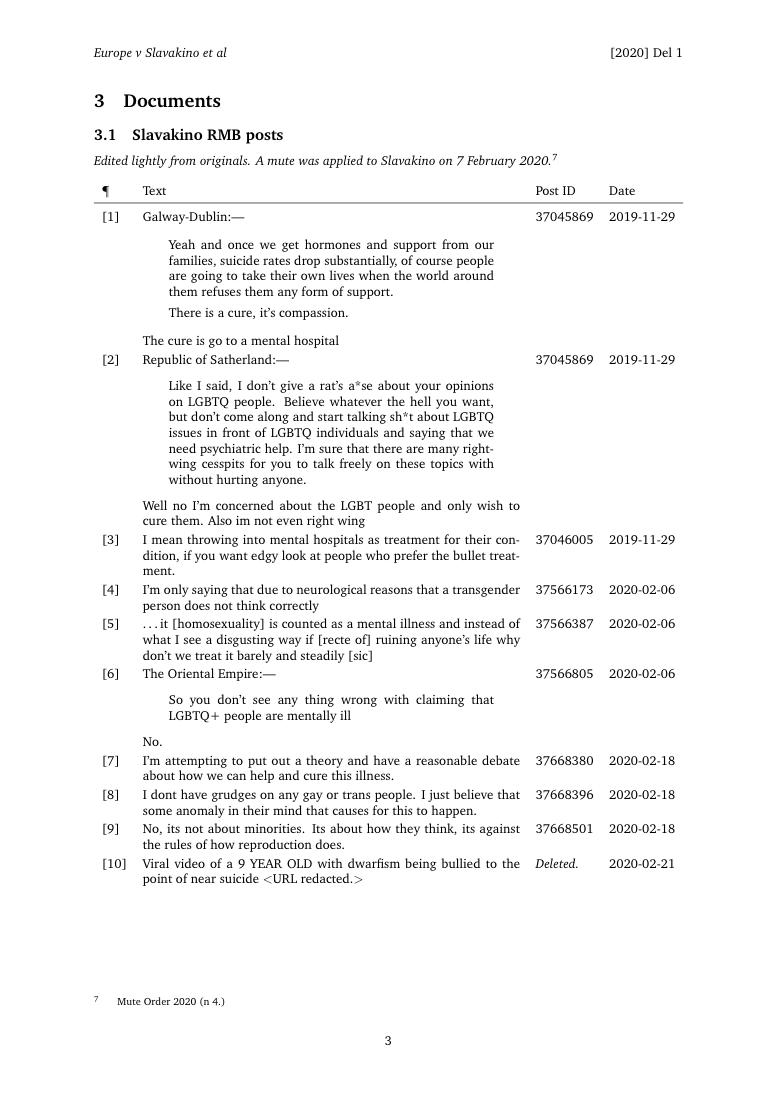 Europe v Slavakino et al [2020] Del 1
3 Documents
3.1 Slavakino RMB posts
Edited lightly from originals. A mute was applied to Slavakino on 7 February 2020.7
¶ Text Post ID Date
[1] Galway-Dublin:— 37045869 2019-11-29
Yeah and once we get hormones and support from our
families, suicide rates drop substantially, of course people
are going to take their own lives when the world around
them refuses them any form of support.
There is a cure, it's compassion.
The cure is go to a mental hospital
[2] Republic of Satherland:— 37045869 2019-11-29
Like I said, I don't give a rat's a*se about your opinions
on LGBTQ people. Believe whatever the hell you want,
but don't come along and start talking sh*t about LGBTQ
issues in front of LGBTQ individuals and saying that we
need psychiatric help. I'm sure that there are many right-
wing cesspits for you to talk freely on these topics with
without hurting anyone.
Well no I'm concerned about the LGBT people and only wish to
cure them. Also im not even right wing
[3] I mean throwing into mental hospitals as treatment for their con- 37046005 2019-11-29
dition, if you want edgy look at people who prefer the bullet treat-
ment.
[4] I'm only saying that due to neurological reasons that a transgender 37566173 2020-02-06
person does not think correctly
[5] ...it [homosexuality] is counted as a mental illness and instead of 37566387 2020-02-06
what I see a disgusting way if [recte of] ruining anyone's life why
don't we treat it barely and steadily [sic]
[6] The Oriental Empire:— 37566805 2020-02-06
So you don't see any thing wrong with claiming that
LGBTQ+ people are mentally ill
No.
[7] I'm attempting to put out a theory and have a reasonable debate 37668380 2020-02-18
about how we can help and cure this illness.
[8] I dont have grudges on any gay or trans people. I just believe that 37668396 2020-02-18
some anomaly in their mind that causes for this to happen.
[9] No, its not about minorities. Its about how they think, its against 37668501 2020-02-18
the rules of how reproduction does.
[10] Viral video of a 9 YEAR OLD with dwarfism being bullied to the Deleted. 2020-02-21
point of near suicide <URL redacted.>
7 Mute Order 2020 (n 4.)
3